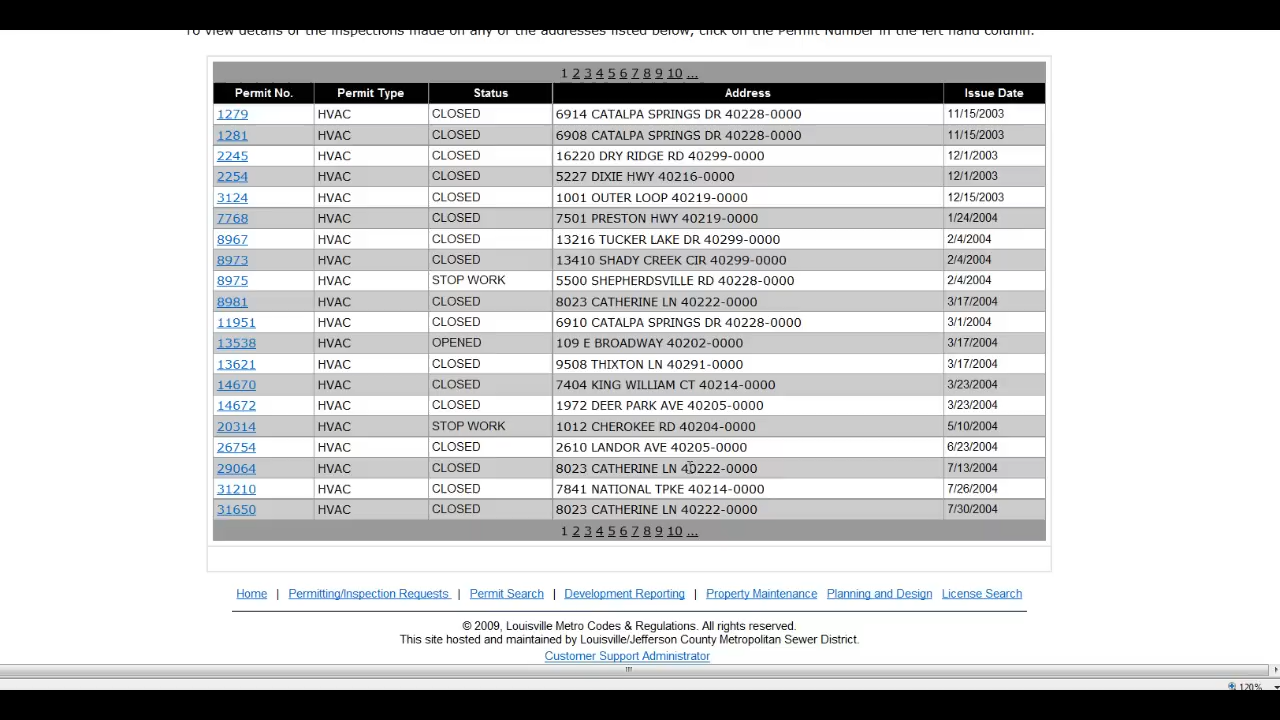 To view details of the inspections made on any of the addresses listed below, click on the Permit Number in the left hand column.
1 2 3 4 5 6 7 8 9 10 ...
Permit No. Permit Type Status Address Issue Date
1279 HVAC CLOSED 6914 CATALPA SPRINGS DR 40228-0000 11/15/2003
1281 HVAC CLOSED 6908 CATALPA SPRINGS DR 40228-0000 11/15/2003
2245 HVAC CLOSED 16220 DRY RIDGE RD 40299-0000 12/1/2003
2254 HVAC CLOSED 5227 DIXIE HWY 40216-0000 12/1/2003
3124 HVAC CLOSED 1001 OUTER LOOP 40219-0000 12/15/2003
7768 HVAC CLOSED 7501 PRESTON HWY 40219-0000 1/24/2004
8967 HVAC CLOSED 13216 TUCKER LAKE DR 40299-0000 2/4/2004
8973 HVAC CLOSED 13410 SHADY CREEK CIR 40299-0000 2/4/2004
8975 HVAC STOP WORK 5500 SHEPHERDSVILLE RD 40228-0000 2/4/2004
8981 HVAC CLOSED 8023 CATHERINE LN 40222-0000 3/17/2004
11951 HVAC CLOSED 6910 CATALPA SPRINGS DR 40228-0000 3/1/2004
13538 HVAC OPENED 109 E BROADWAY 40202-0000 3/17/2004
13621 HVAC CLOSED 9508 THIXTON LN 40291-0000 3/17/2004
14670 HVAC CLOSED 7404 KING WILLIAM CT 40214-0000 3/23/2004
14672 HVAC CLOSED 1972 DEER PARK AVE 40205-0000 3/23/2004
20314 HVAC STOP WORK 1012 CHEROKEE RD 40204-0000 5/10/2004
26754 HVAC CLOSED 2610 LANDOR AVE 40205-0000 6/23/2004
29064 HVAC CLOSED 8023 CATHERINE LN 40222-0000 7/13/2004
31210 HVAC CLOSED 7841 NATIONAL TPKE 40214-0000 7/26/2004
31650 HVAC CLOSED 8023 CATHERINE LN 40222-0000 7/30/2004
1 2 3 4 5 6 7 8 9 10 ...
Home | Permitting/Inspection Requests | Permit Search | Development Reporting | Property Maintenance Planning and Design License Search
© 2009, Louisville Metro Codes & Regulations. All rights reserved.
This site hosted and maintained by Louisville/Jefferson County Metropolitan Sewer District.
Customer Support Administrator
120%